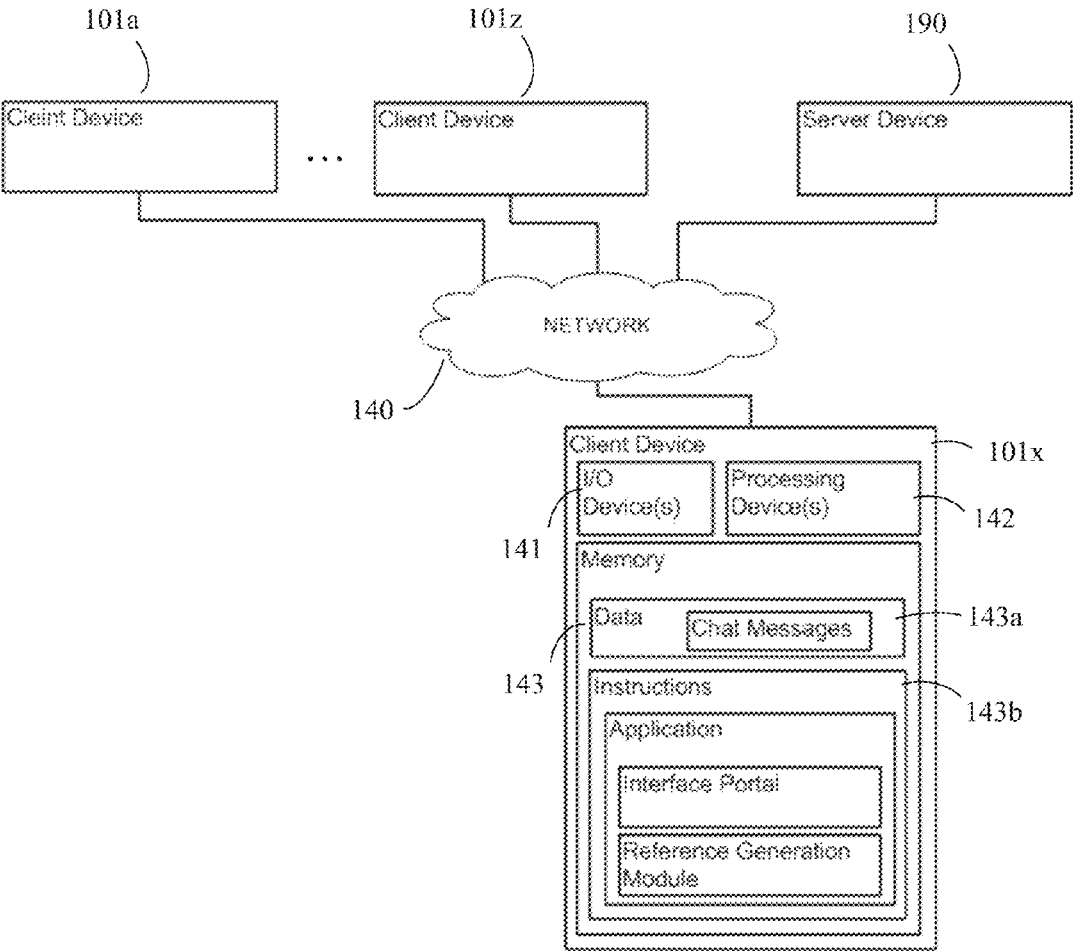 101a
101z
190
Cleint Device
Client Device
Server Device
...
NETWORK
140
Client Device
101x
I/O
Device(s)
Processing
Device(s)
141
142
Memory
Data
Chat Messages
143a
143
Instructions
143b
Application
Interface Portal
Reference Generation
Module